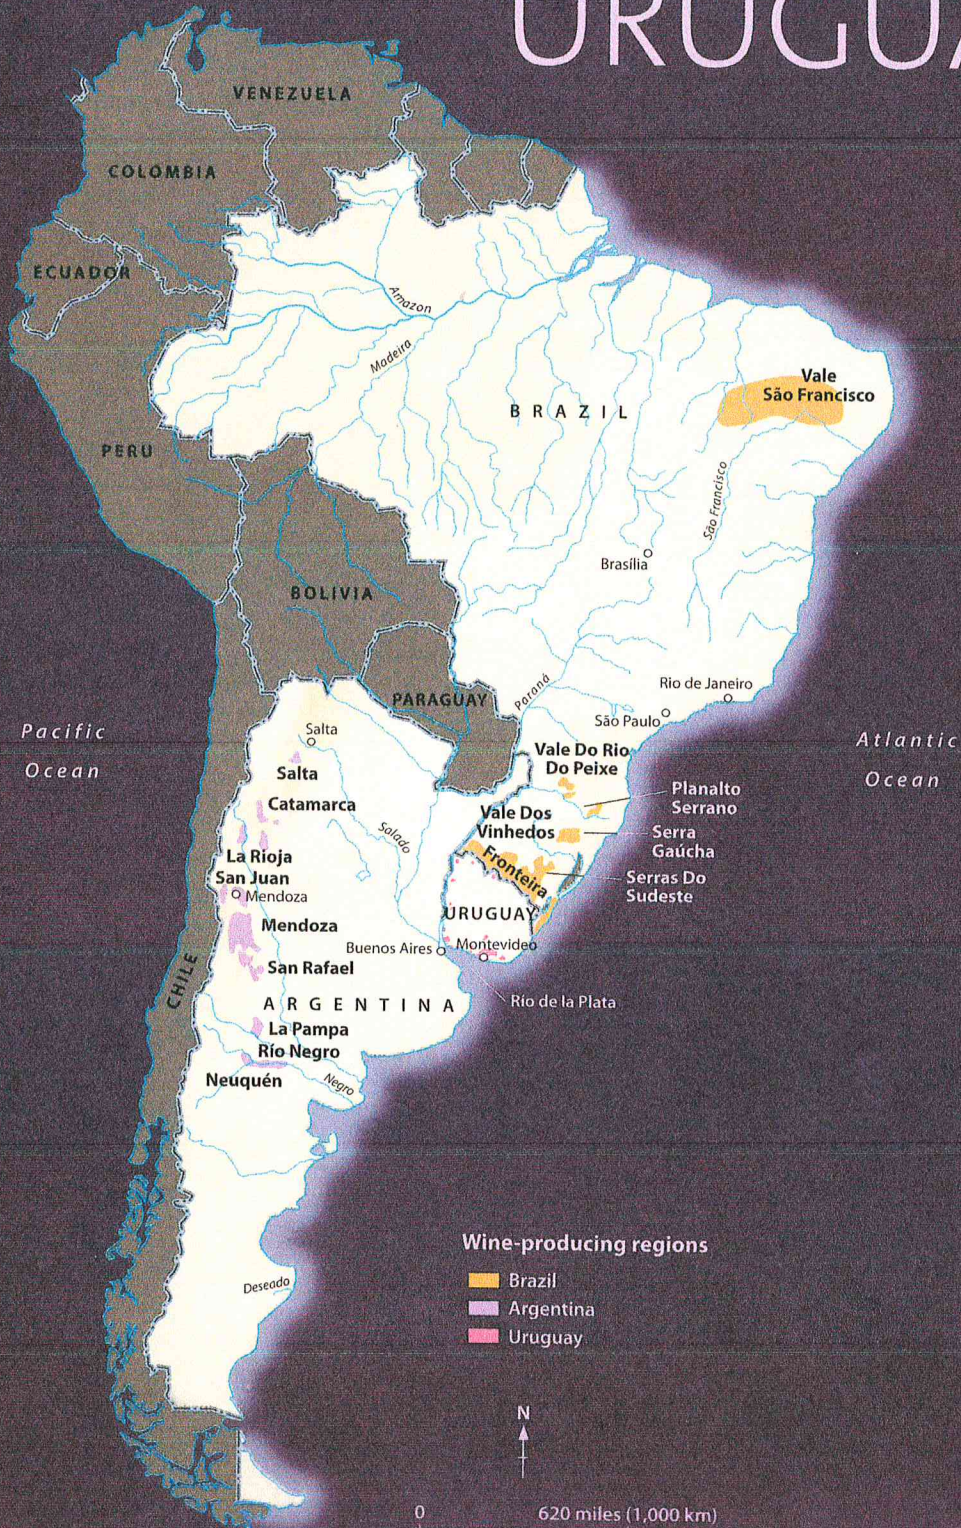 URUGUA
VENEZUELA
COLOMBIA
ECUADOR
Amazon
Madeira
Vale
São Francisco
BRAZIL
PERU
São Francisco
Brasília
BOLIVIA
Paraná
Rio de Janeiro
PARAGUAY
São Paulo
Pacific
Ocean
Atlantic
Ocean
Salta
Salta
Vale Do Rio
Do Peixe
Planalto
Serrano
Catamarca
Vale Dos
Vinhedos
Serra
Gaúcha
Salado
La Rioja
San Juan
Fronteira
Serras Do
Sudeste
Mendoza
Mendoza
URUGUAY
Buenos Aires
Montevideo
San Rafael
CHILE
ARGENTINA
Río de la Plata
La Pampa
Río Negro
Neuquén
Negro
Wine-producing regions
Brazil
Argentina
Uruguay
Deseado
N
0 620 miles (1,000 km)